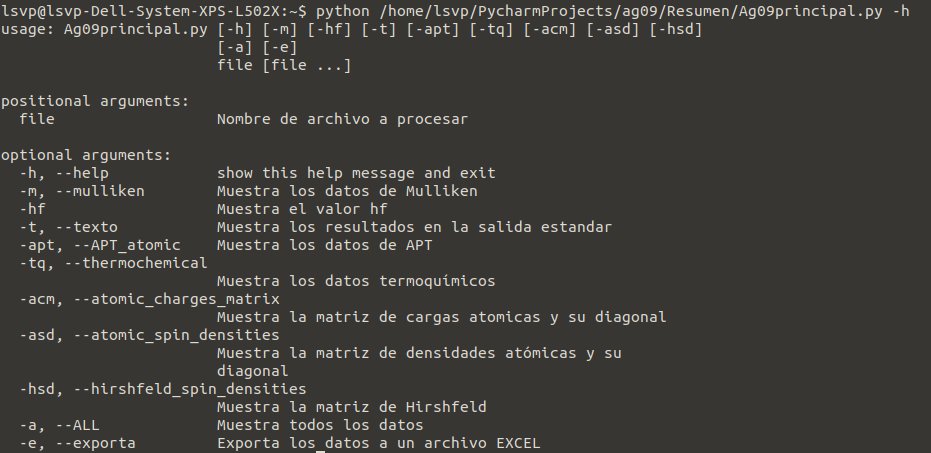 lsvp@lsvp-Dell-System-XPS-L502X:~$ python /home/lsvp/PycharmProjects/ag09/Resumen/Ag09principal.py -h
usage: Ag09principal.py [-h] [-m] [-hf] [-t] [-apt] [-tq] [-acm] [-asd] [-hsd]
                        [-a] [-e]
                        file [file ...]

positional arguments:
  file                  Nombre de archivo a procesar

optional arguments:
  -h, --help            show this help message and exit
  -m, --mulliken        Muestra los datos de Mulliken
  -hf                   Muestra el valor hf
  -t, --texto           Muestra los resultados en la salida estandar
  -apt, --APT_atomic    Muestra los datos de APT
  -tq, --thermochemical
                        Muestra los datos termoquímicos
  -acm, --atomic_charges_matrix
                        Muestra la matriz de cargas atomicas y su diagonal
  -asd, --atomic_spin_densities
                        Muestra la matriz de densidades atómicas y su
                        diagonal
  -hsd, --hirshfeld_spin_densities
                        Muestra la matriz de Hirshfeld
  -a, --ALL             Muestra todos los datos
  -e, --exporta         Exporta los datos a un archivo EXCEL